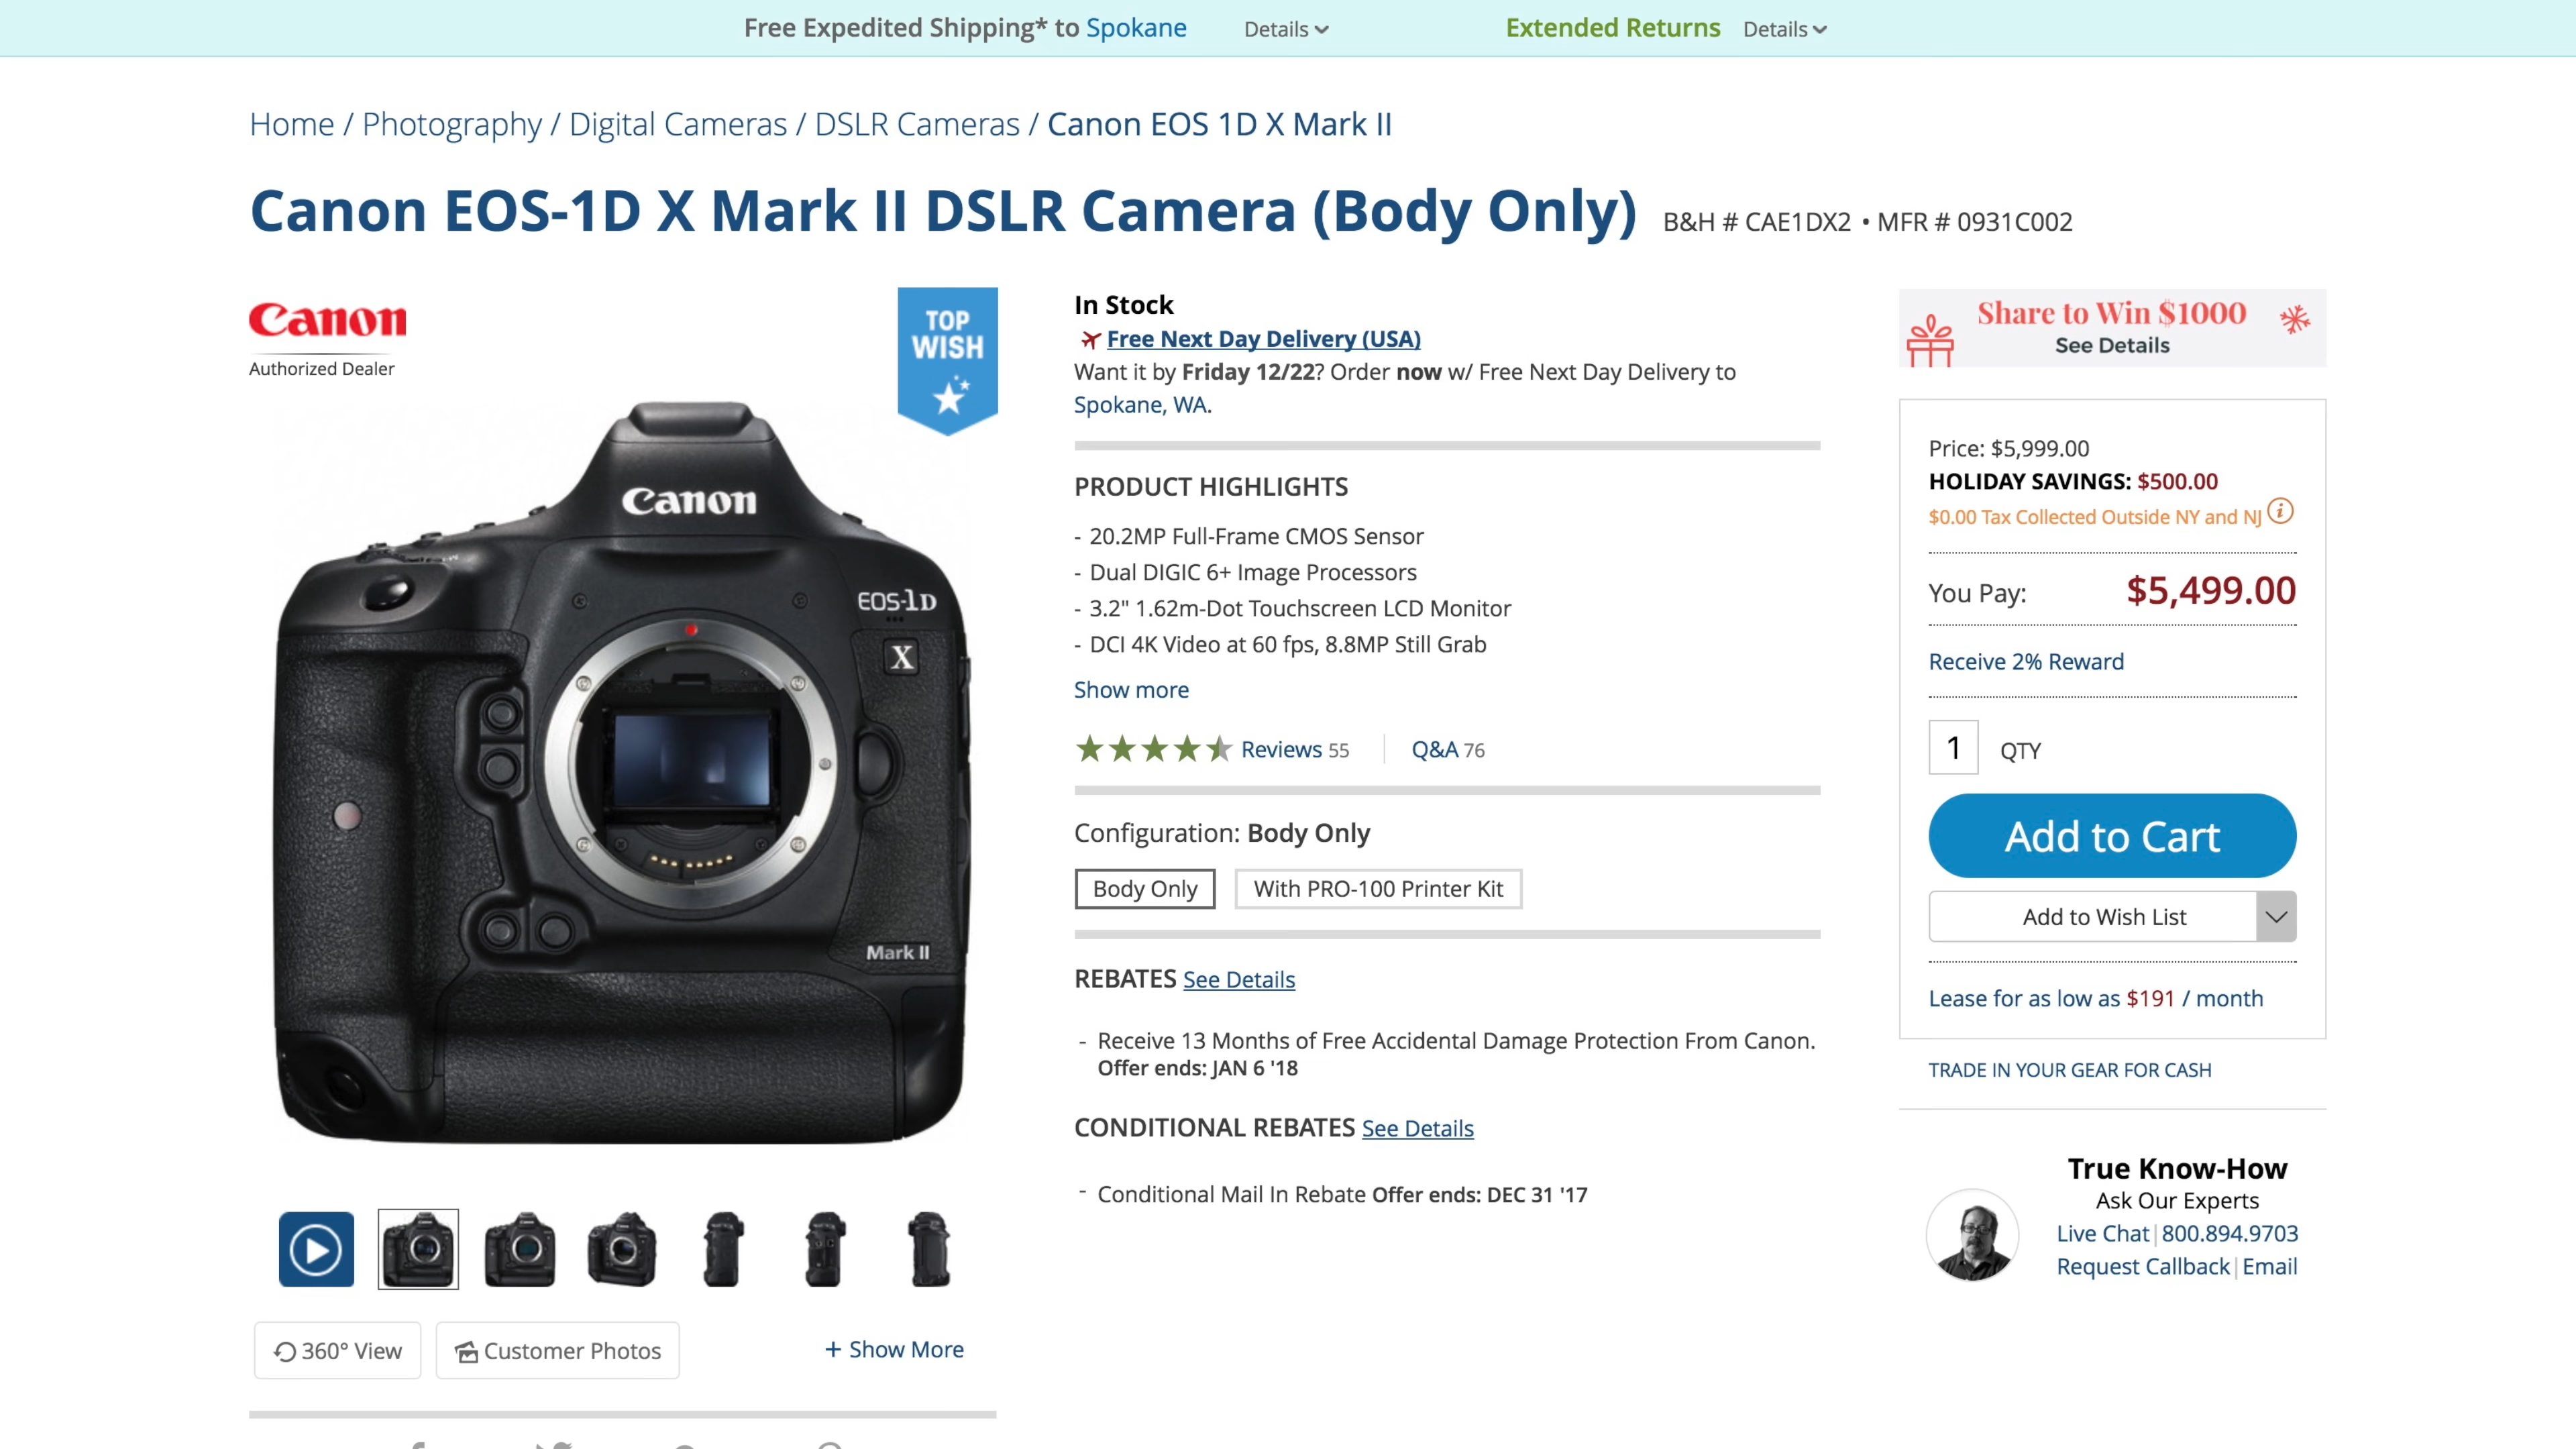 Free Expedited Shipping* to Spokane Details Extended Returns Details
Home / Photography / Digital Cameras / DSLR Cameras / Canon EOS 1D X Mark II
Canon EOS-1D X Mark II DSLR Camera (Body Only) B&H # CAE1DX2 • MFR # 0931C002
Canon
Authorized Dealer
TOP
WISH
Canon
EOS-1D
X
Mark II
360° View
Customer Photos
+ Show More
In Stock
Free Next Day Delivery (USA)
Want it by Friday 12/22? Order now w/ Free Next Day Delivery to
Spokane, WA.
PRODUCT HIGHLIGHTS
- 20.2MP Full-Frame CMOS Sensor
- Dual DIGIC 6+ Image Processors
- 3.2" 1.62m-Dot Touchscreen LCD Monitor
- DCI 4K Video at 60 fps, 8.8MP Still Grab
Show more
Reviews 55 Q&A 76
Configuration: Body Only
Body Only With PRO-100 Printer Kit
REBATES See Details
- Receive 13 Months of Free Accidental Damage Protection From Canon.
Offer ends: JAN 6 '18
CONDITIONAL REBATES See Details
- Conditional Mail In Rebate Offer ends: DEC 31 '17
Share to Win $1000
See Details
Price: $5,999.00
HOLIDAY SAVINGS: $500.00
$0.00 Tax Collected Outside NY and NJ i
You Pay: $5,499.00
Receive 2% Reward
1 QTY
Add to Cart
Add to Wish List
Lease for as low as $191 / month
TRADE IN YOUR GEAR FOR CASH
True Know-How
Ask Our Experts
Live Chat | 800.894.9703
Request Callback | Email